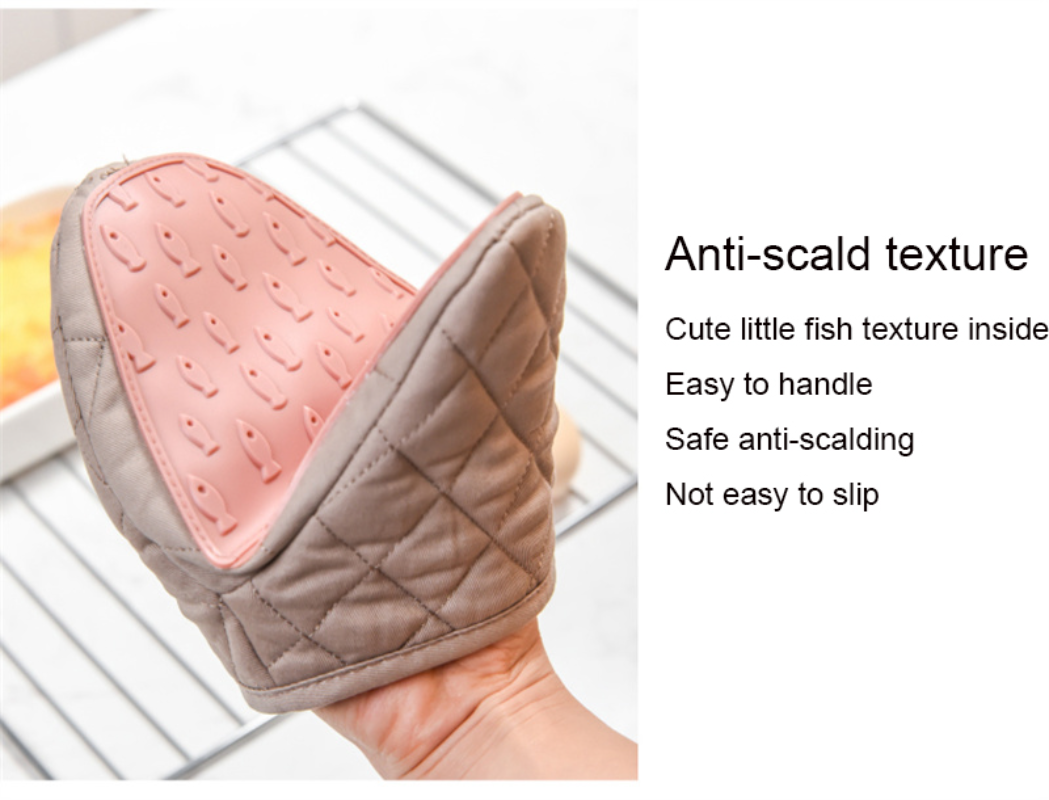 Anti-scald texture
Cute little fish texture inside
Easy to handle
Safe anti-scalding
Not easy to slip